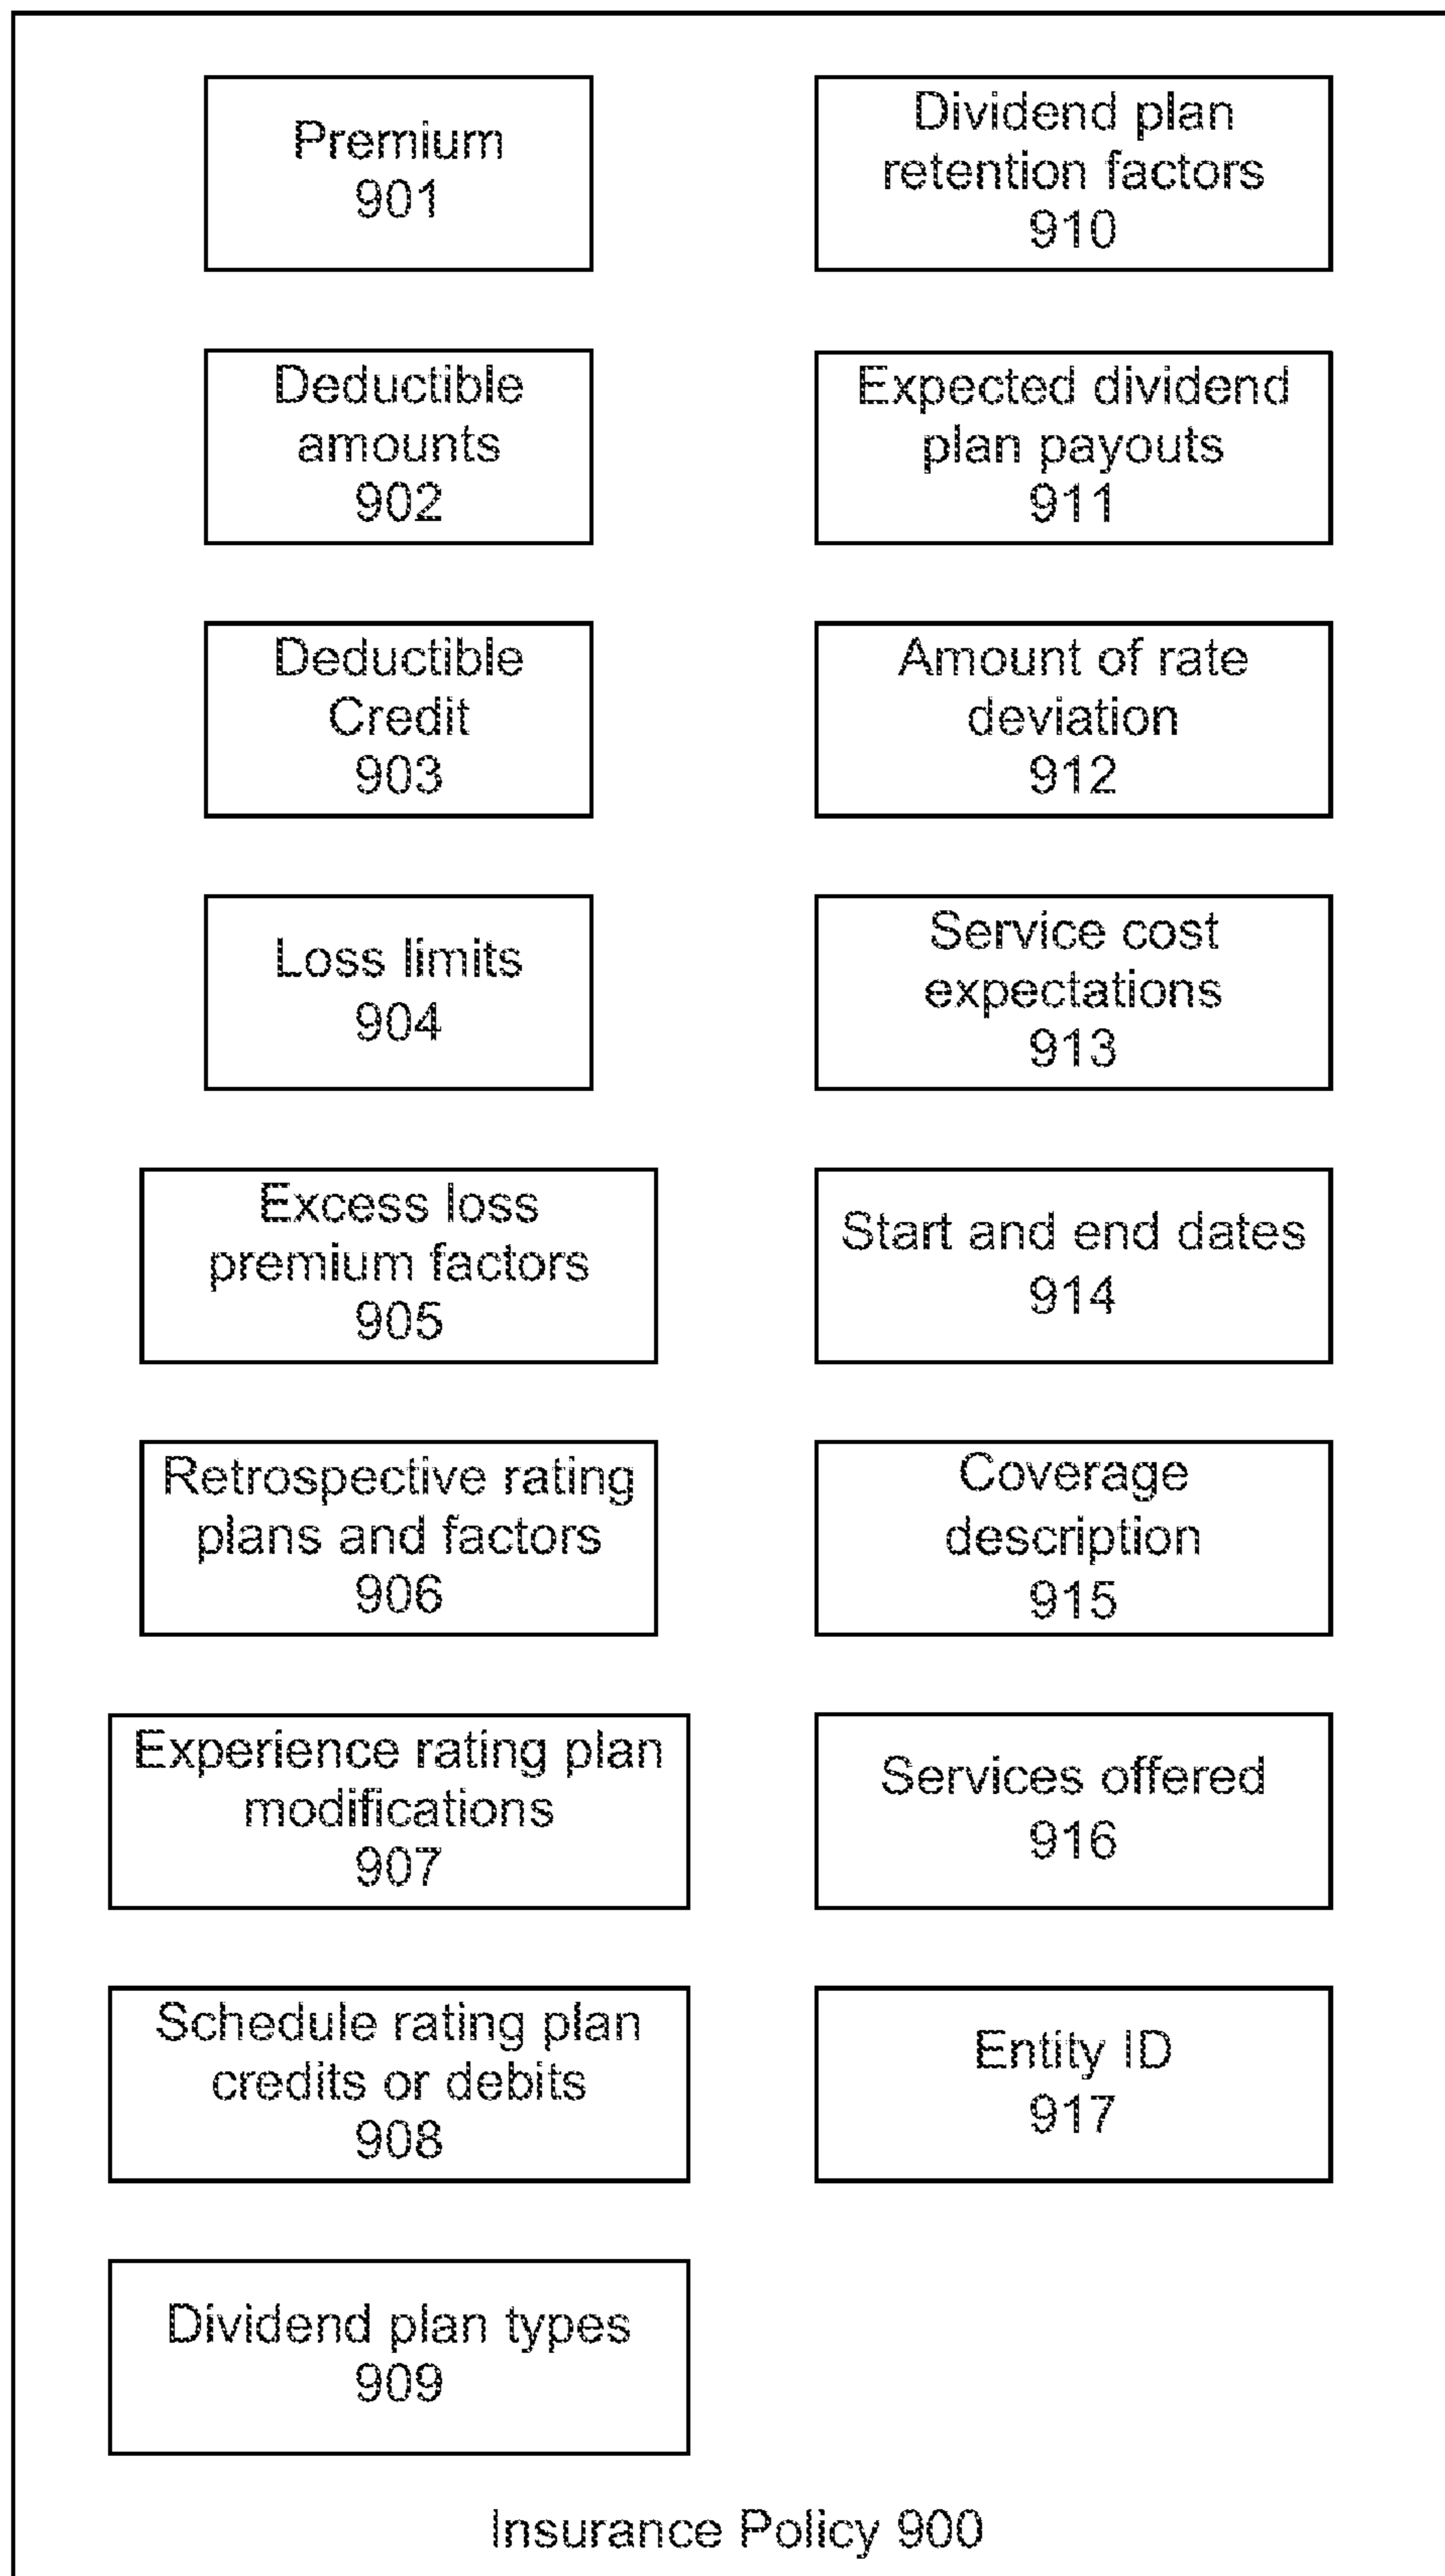 Premium
901
Deductible
amounts
902
Deductible
Credit
903
Loss limits
904
Excess loss
premium factors
905
Retrospective rating
plans and factors
906
Experience rating plan
modifications
907
Schedule rating plan
credits or debits
908
Dividend plan types
909
Dividend plan
retention factors
910
Expected dividend
plan payouts
911
Amount of rate
deviation
912
Service cost
expectations
913
Start and end dates
914
Coverage
description
915
Services offered
916
Entity ID
917
Insurance Policy 900